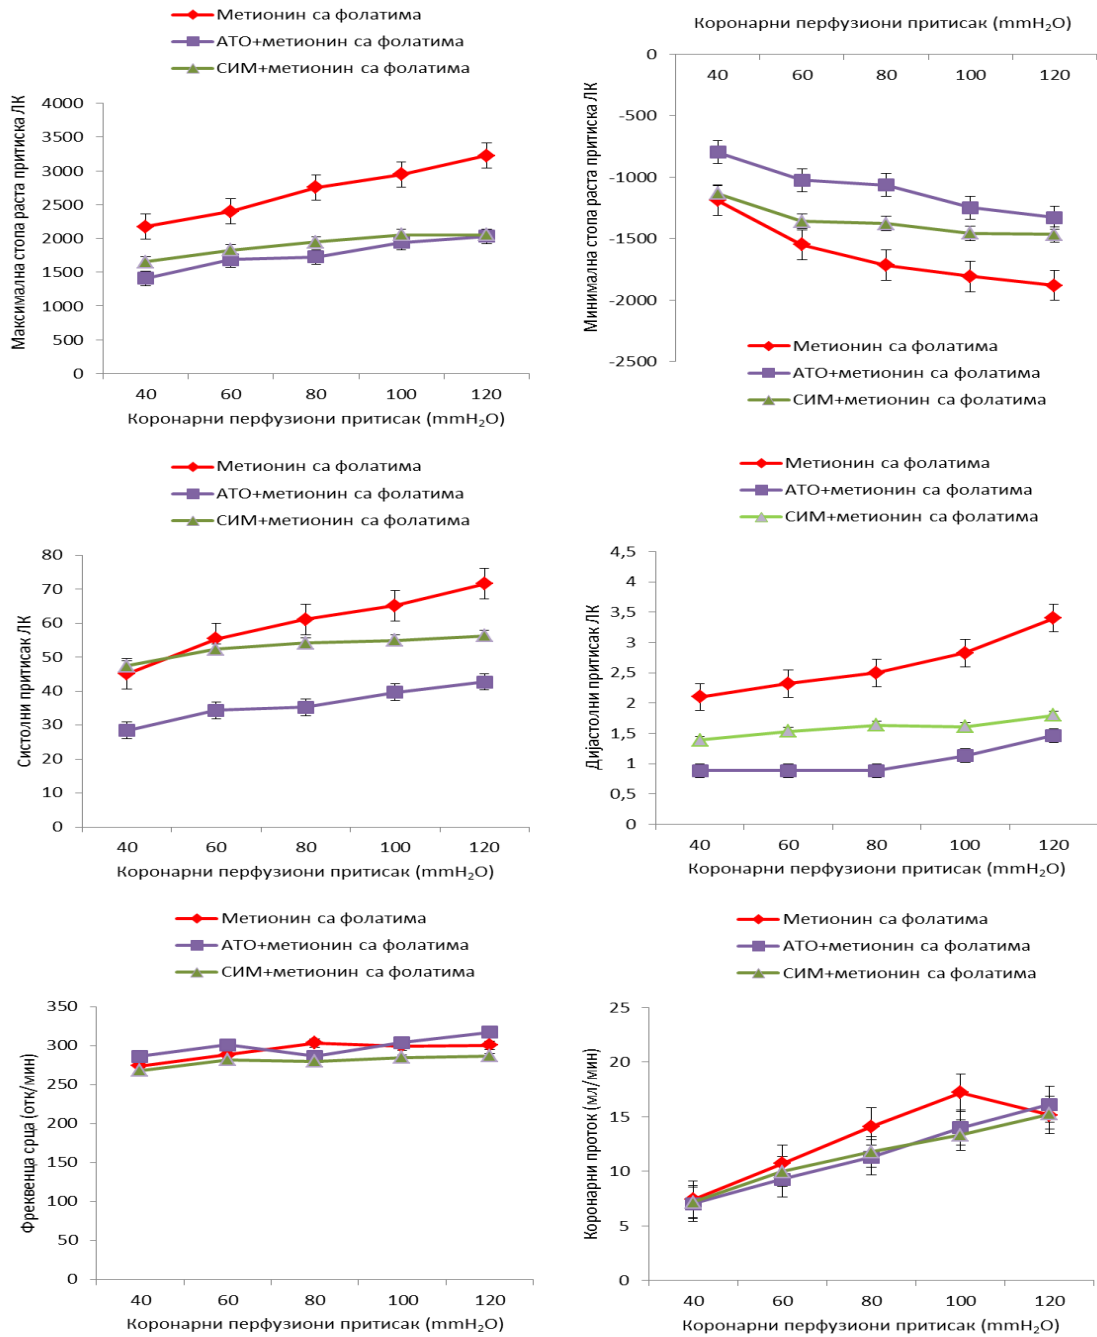 Метионин са фолатима
АТО+метионин са фолатима
СИМ+метионин са фолатима
Максимална стопа раста притиска ЛК
4000
3500
3000
2500
2000
1500
1000
500
0
40 60 80 100 120
Коронарни перфузиони притисак (mmH₂O)
Коронарни перфузиони притисак (mmH₂O)
40 60 80 100 120
Минимална стопа раста притиска ЛК
0
-500
-1000
-1500
-2000
-2500
Метионин са фолатима
АТО+метионин са фолатима
СИМ+метионин са фолатима
Метионин са фолатима
АТО+метионин са фолатима
СИМ+метионин са фолатима
Систолни притисак ЛК
80
70
60
50
40
30
20
10
0
40 60 80 100 120
Коронарни перфузиони притисак (mmH₂O)
Метионин са фолатима
АТО+метионин са фолатима
СИМ+метионин са фолатима
Дијастолни притисак ЛК
4,5
4
3,5
3
2,5
2
1,5
1
0,5
0
40 60 80 100 120
Коронарни перфузиони притисак (mmH₂O)
Метионин са фолатима
АТО+метионин са фолатима
СИМ+метионин са фолатима
Фреквенца срца (отк/мин)
350
300
250
200
150
100
50
0
40 60 80 100 120
Коронарни перфузиони притисак (mmH₂O)
Метионин са фолатима
АТО+метионин са фолатима
СИМ+метионин са фолатима
Коронарни проток (мл/мин)
25
20
15
10
5
0
40 60 80 100 120
Коронарни перфузиони притисак (mmH₂O)